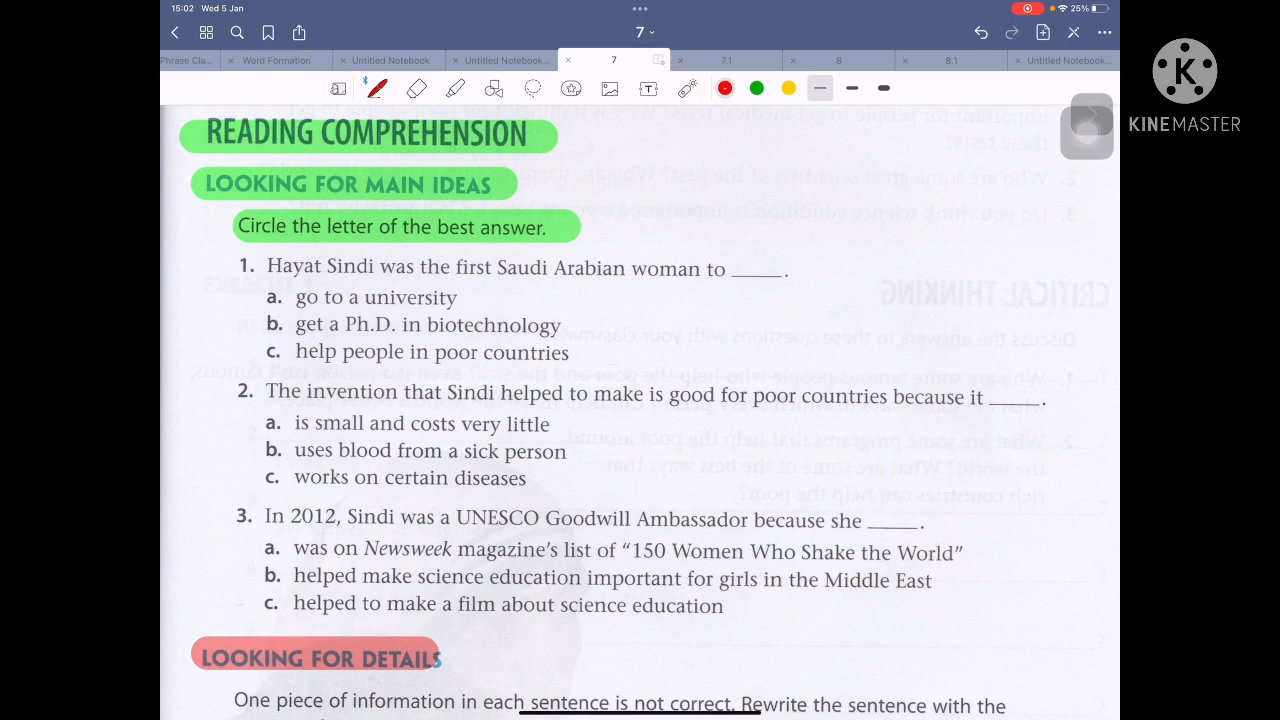 15:02 Wed 5 Jan
25%
7
Phrase Cla...
Word Formation
Untitled Notebook
Untitled Notebook...
7
7.1
8
8.1
Untitled Notebook...
K
KINEMASTER
READING COMPREHENSION
LOOKING FOR MAIN IDEAS
Circle the letter of the best answer.
1. Hayat Sindi was the first Saudi Arabian woman to _____.
a. go to a university
b. get a Ph.D. in biotechnology
c. help people in poor countries
2. The invention that Sindi helped to make is good for poor countries because it _____.
a. is small and costs very little
b. uses blood from a sick person
c. works on certain diseases
3. In 2012, Sindi was a UNESCO Goodwill Ambassador because she _____.
a. was on Newsweek magazine's list of “150 Women Who Shake the World”
b. helped make science education important for girls in the Middle East
c. helped to make a film about science education
LOOKING FOR DETAILS
One piece of information in each sentence is not correct. Rewrite the sentence with the